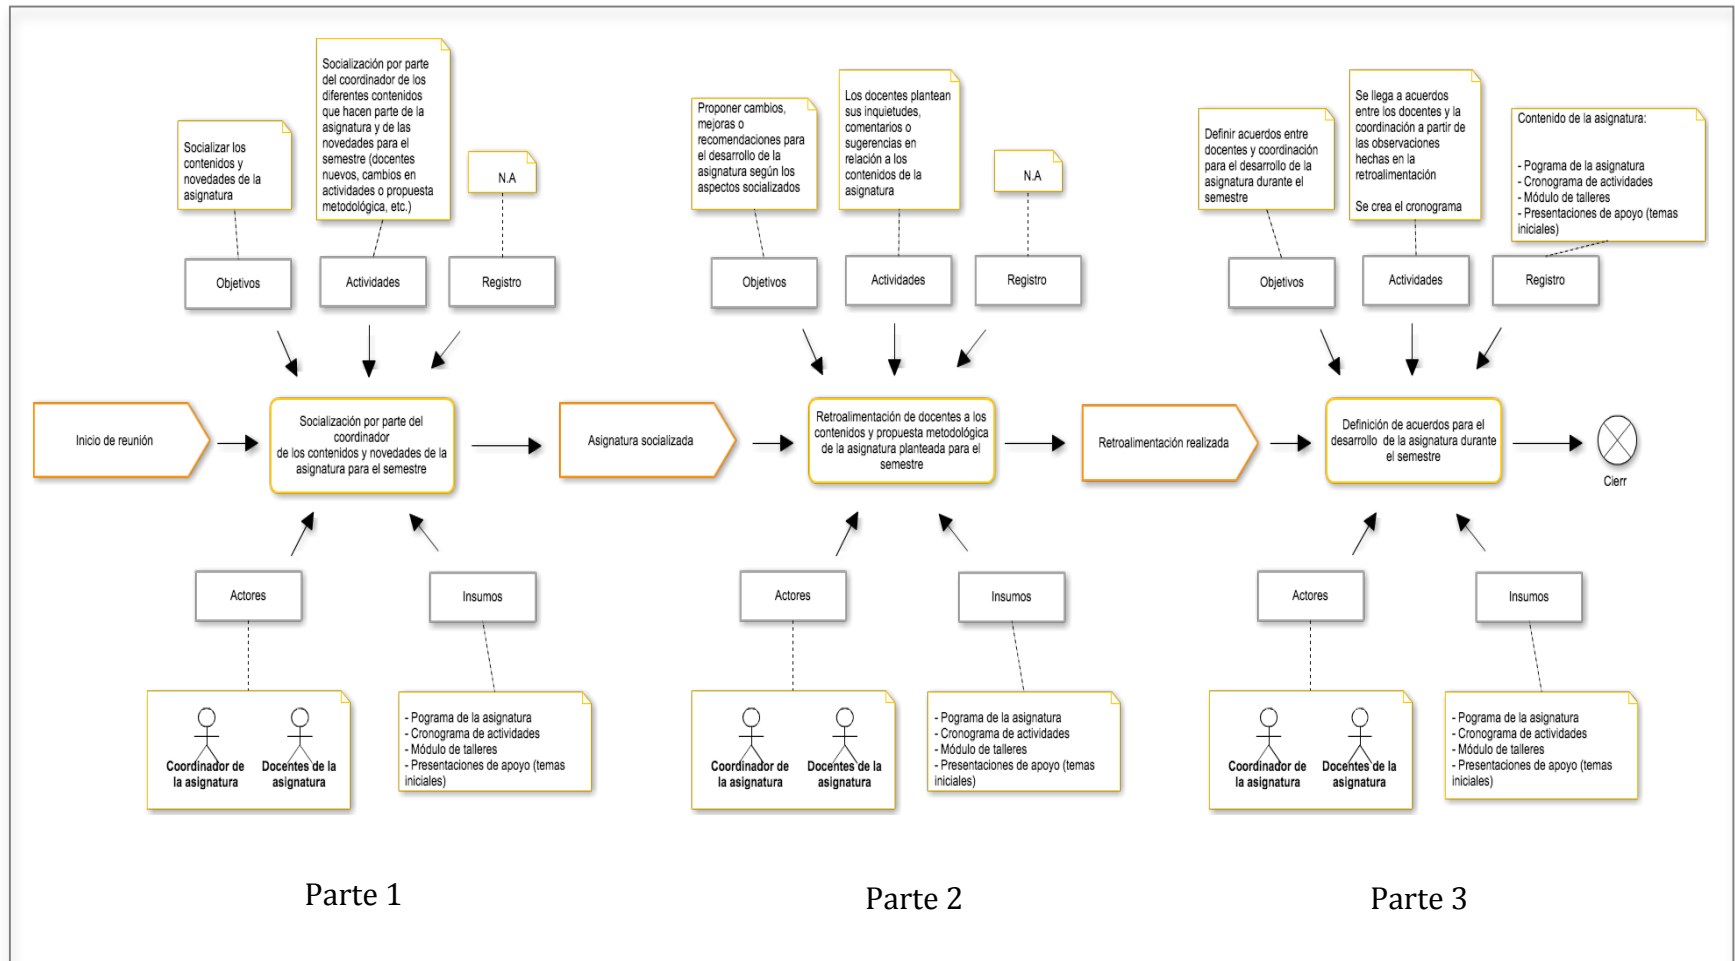 Socializar los
contenidos y
novedades de la
asignatura
Socialización por parte
del coordinador de los
diferentes contenidos
que hacen parte de la
asignatura y de las
novedades para el
semestre (docentes
nuevos, cambios en
actividades o propuesta
metodológica, etc.)
N.A
Objetivos
Actividades
Registro
Inicio de reunión
Socialización por parte del
coordinador
de los contenidos y novedades de la
asignatura para el semestre
Actores
Insumos
Coordinador de
la asignatura
Docentes de la
asignatura
- Pograma de la asignatura
- Cronograma de actividades
- Módulo de talleres
- Presentaciones de apoyo (temas
iniciales)
Parte 1
Proponer cambios,
mejoras o
recomendaciones para
el desarrollo de la
asignatura según los
aspectos socializados
Los docentes plantean
sus inquietudes,
comentarios o
sugerencias en
relación a los
contenidos de la
asignatura
N.A
Objetivos
Actividades
Registro
Asignatura socializada
Retroalimentación de docentes a los
contenidos y propuesta metodológica
de la asignatura planteada para el
semestre
Actores
Insumos
Coordinador de
la asignatura
Docentes de la
asignatura
- Pograma de la asignatura
- Cronograma de actividades
- Módulo de talleres
- Presentaciones de apoyo (temas
iniciales)
Parte 2
Definir acuerdos entre
docentes y coordinación
para el desarrollo de la
asignatura durante el
semestre
Se llega a acuerdos
entre los docentes y la
coordinación a partir de
las observaciones
hechas en la
retroalimentación
Se crea el cronograma
Contenido de la asignatura:
- Pograma de la asignatura
- Cronograma de actividades
- Módulo de talleres
- Presentaciones de apoyo (temas
iniciales)
Objetivos
Actividades
Registro
Retroalimentación realizada
Definición de acuerdos para el
desarrollo de la asignatura durante
el semestre
Cierr
Actores
Insumos
Coordinador de
la asignatura
Docentes de la
asignatura
- Pograma de la asignatura
- Cronograma de actividades
- Módulo de talleres
- Presentaciones de apoyo (temas
iniciales)
Parte 3